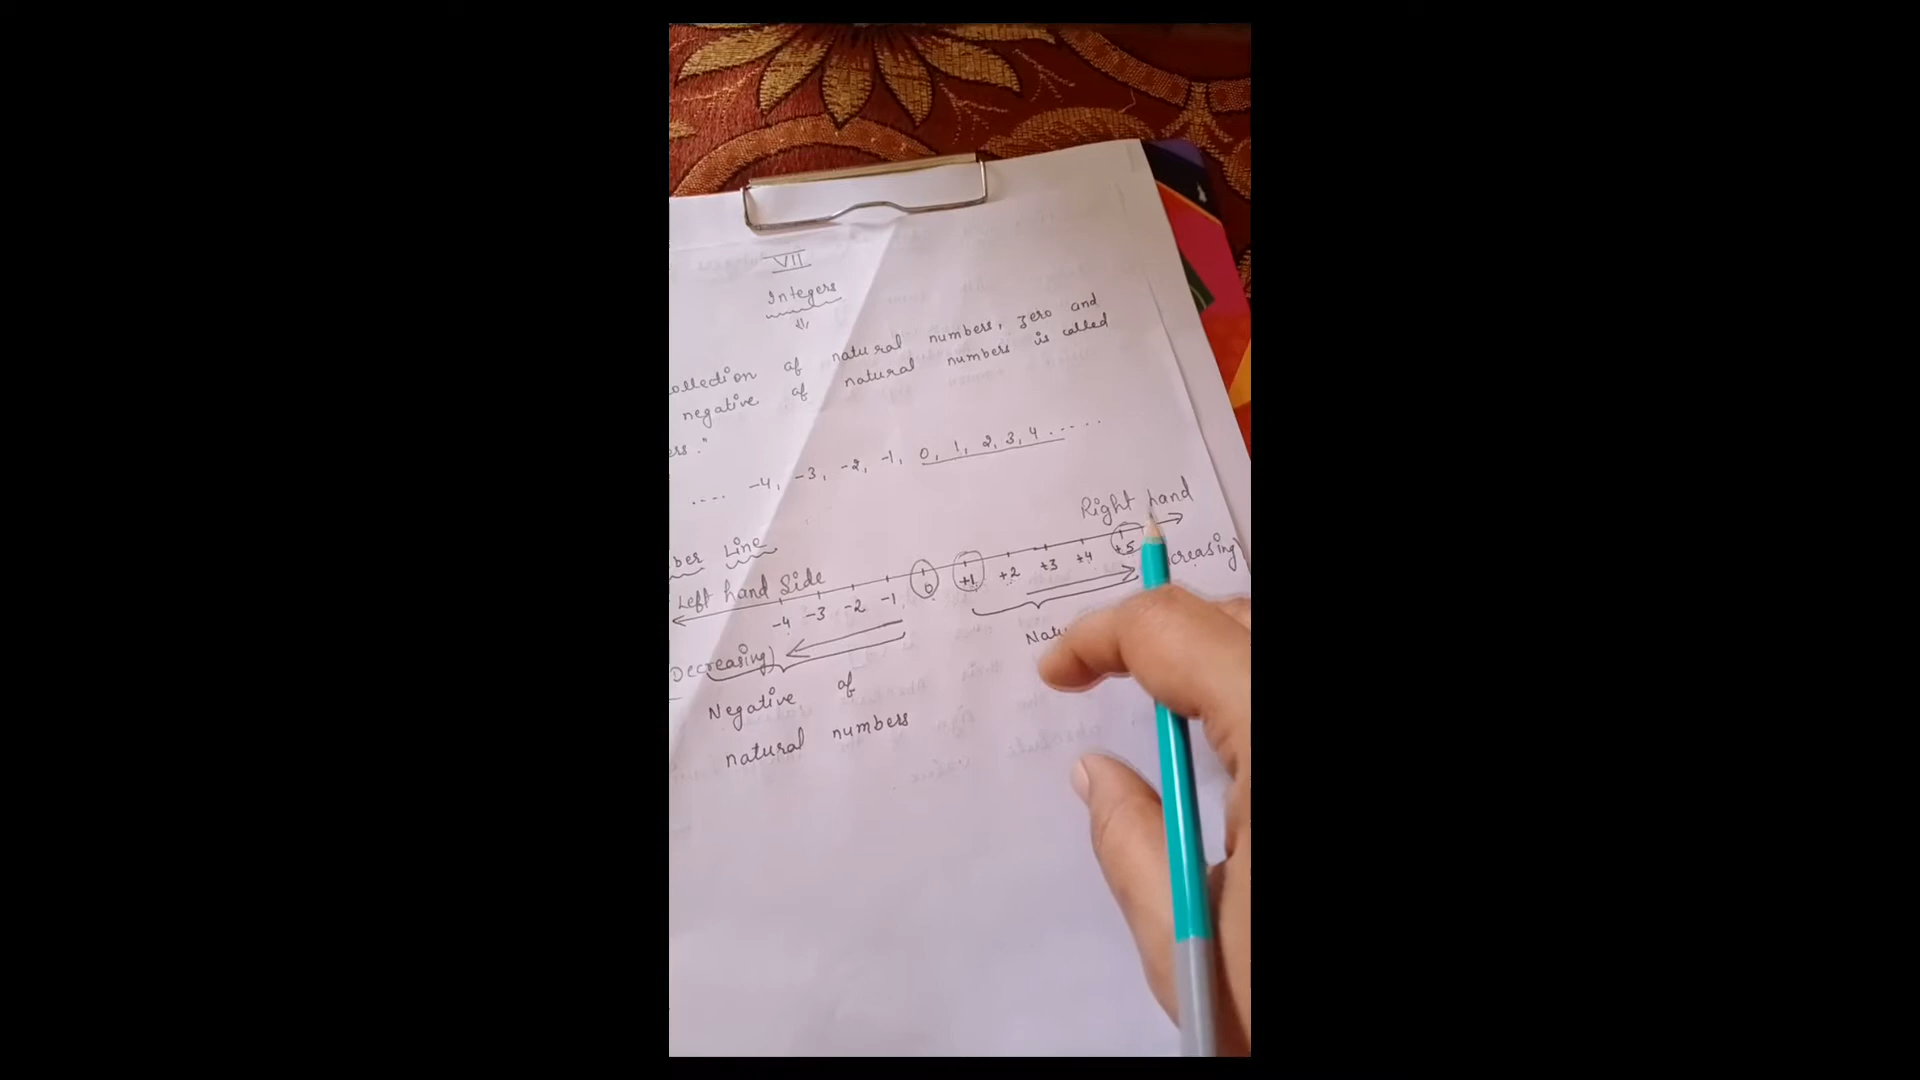 VII
Integers
ollection of natural numbers, zero and
negative of natural numbers is called
ers."
.... -4, -3, -2, -1, 0, 1, 2, 3, 4 ......
ber Line
Right hand
Left hand Side
-4 -3 -2 -1 0 +1 +2 +3 +4 +5
creasing)
Decreasing)
Natu
Negative of
natural numbers